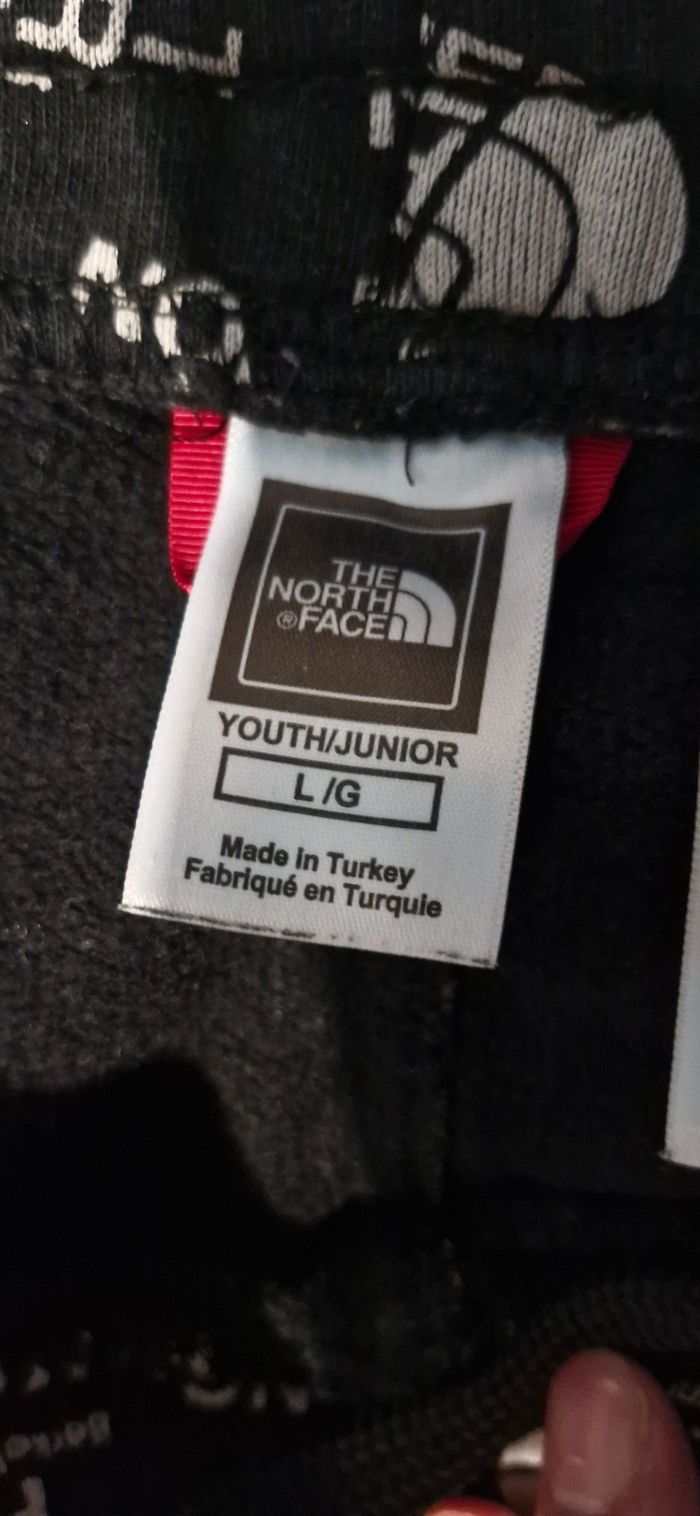 THE
NORTH
®FACE
YOUTH/JUNIOR
L /G
Made in Turkey
Fabriqué en Turquie